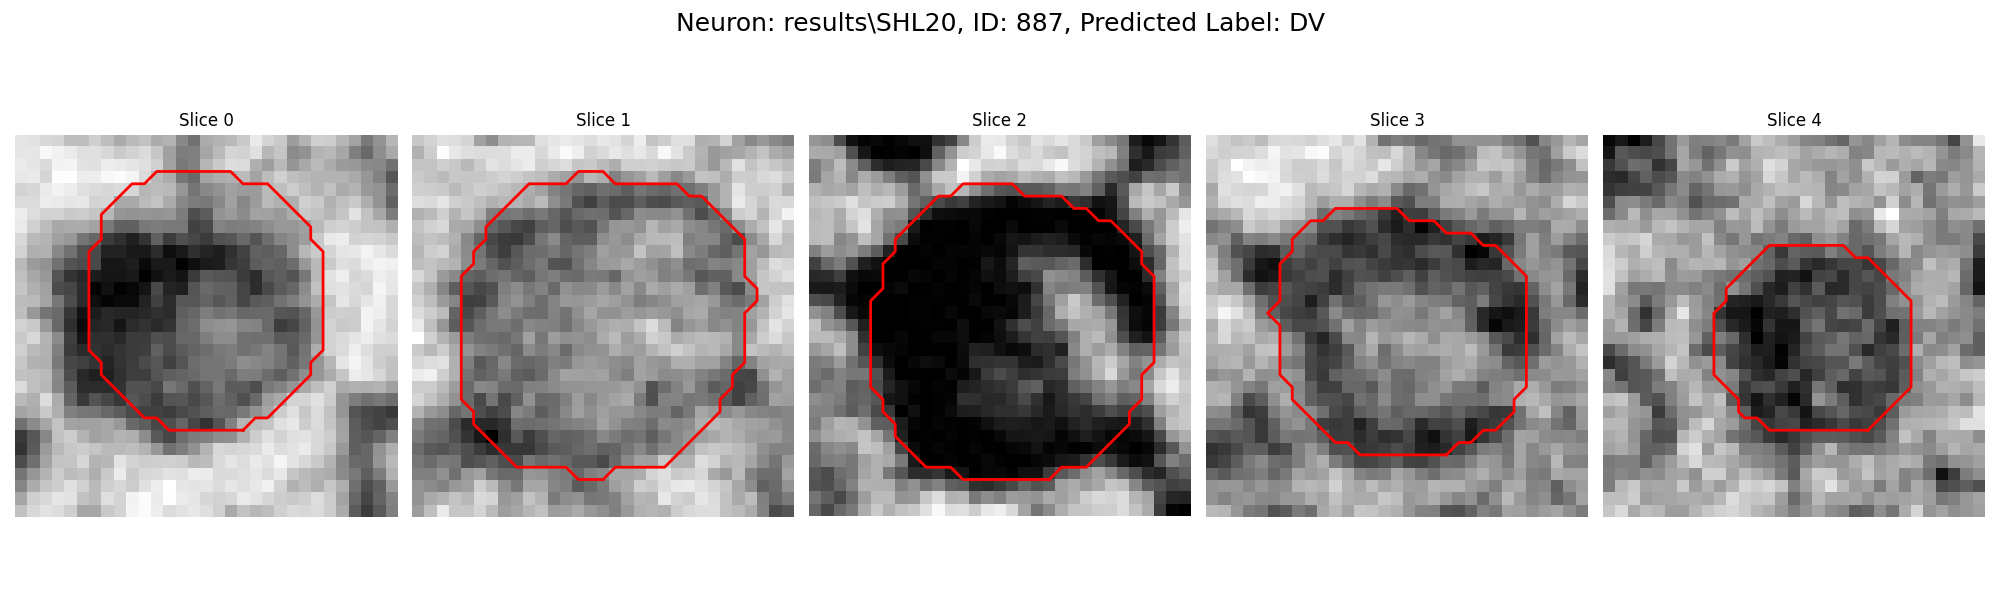 Neuron: results\SHL20, ID: 887, Predicted Label: DV
Slice 0
Slice 1
Slice 2
Slice 3
Slice 4